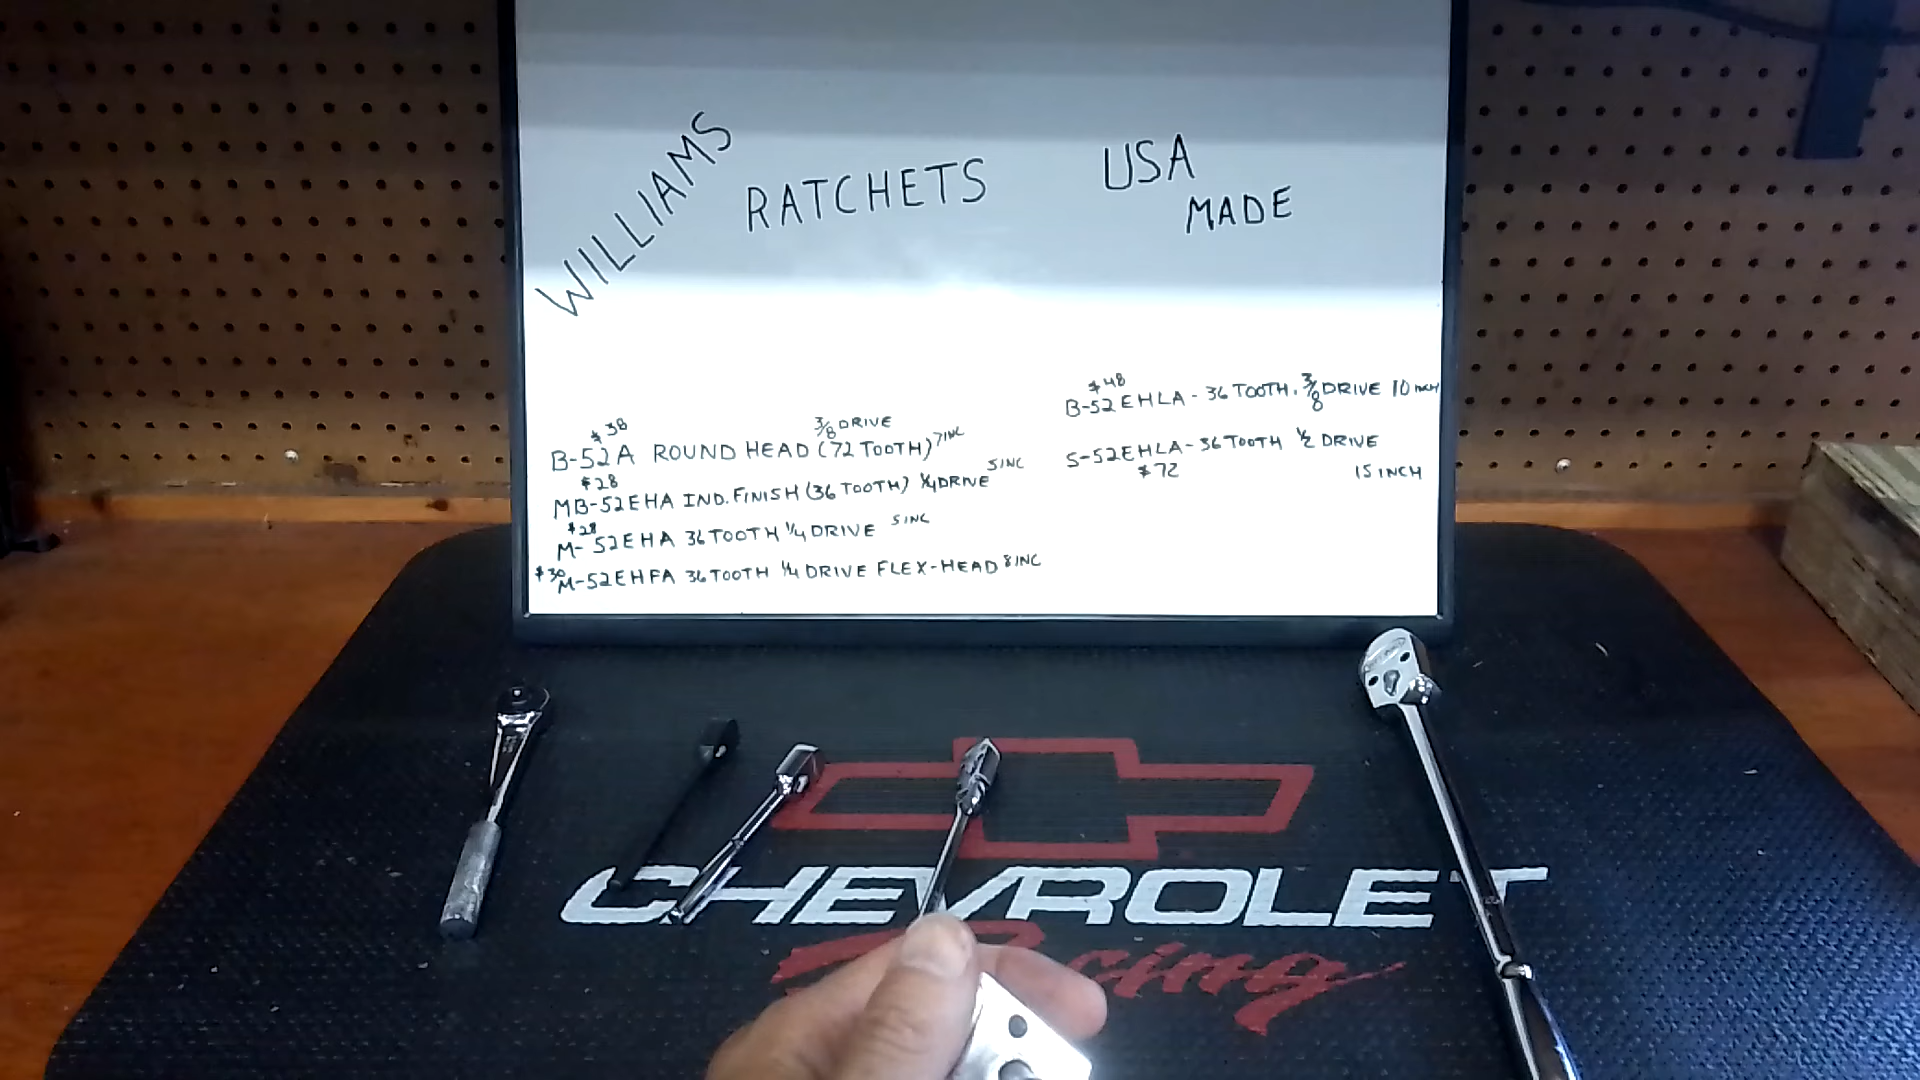 WILLIAMS
RATCHETS
USA
MADE
$38
3/8 DRIVE
B-52A ROUND HEAD (72 TOOTH) 7INC
$28
MB-52EHA IND. FINISH (36 TOOTH) 1/4 DRIVE 5INC
$28
M-52EHA 36 TOOTH 1/4 DRIVE 5INC
$30 M-52EHFA 36 TOOTH 1/4 DRIVE FLEX-HEAD 8INC
$48
B-52EHLA - 36 TOOTH. 3/8 DRIVE 10 INCH
S-52EHLA - 36 TOOTH 1/2 DRIVE
$72 15 INCH
CHEVROLET
Racing